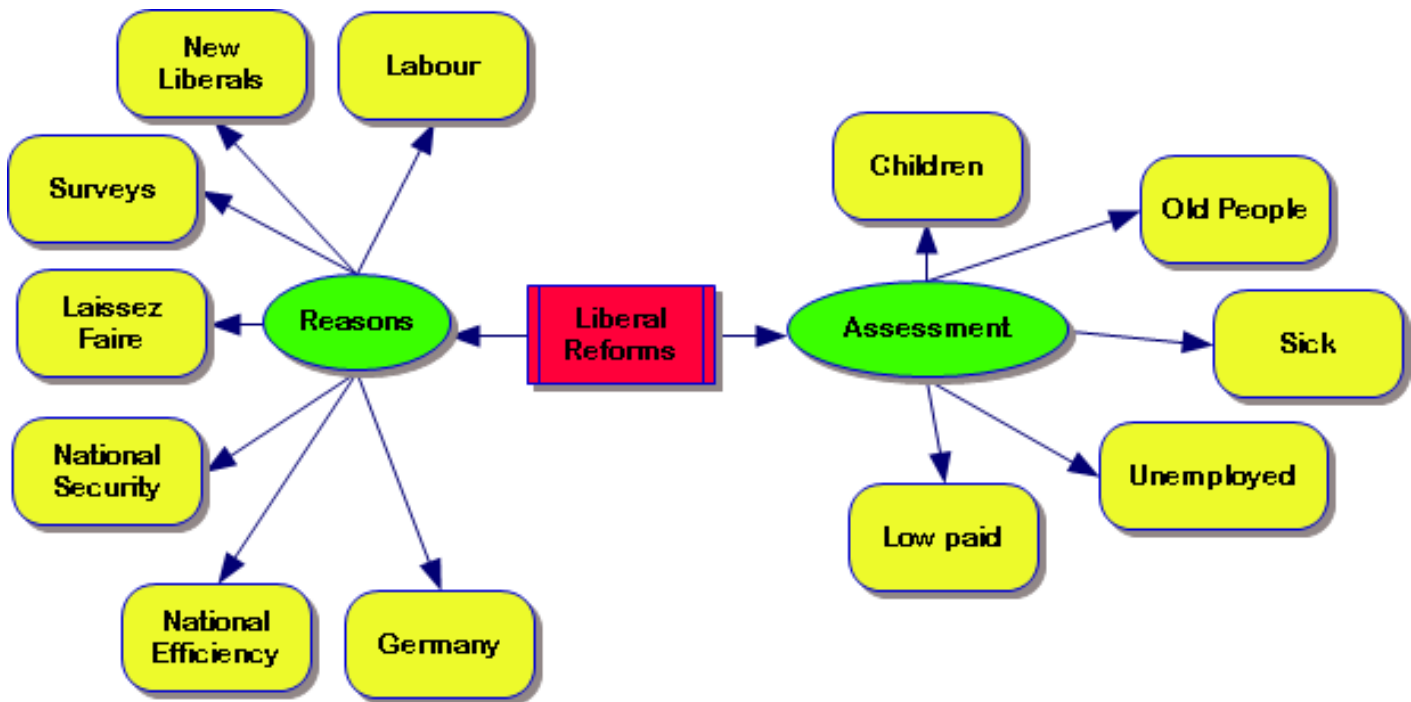 New
Liberals
Labour
Surveys
Laissez
Faire
National
Security
National
Efficiency
Germany
Reasons
Liberal
Reforms
Assessment
Children
Old People
Sick
Unemployed
Low paid